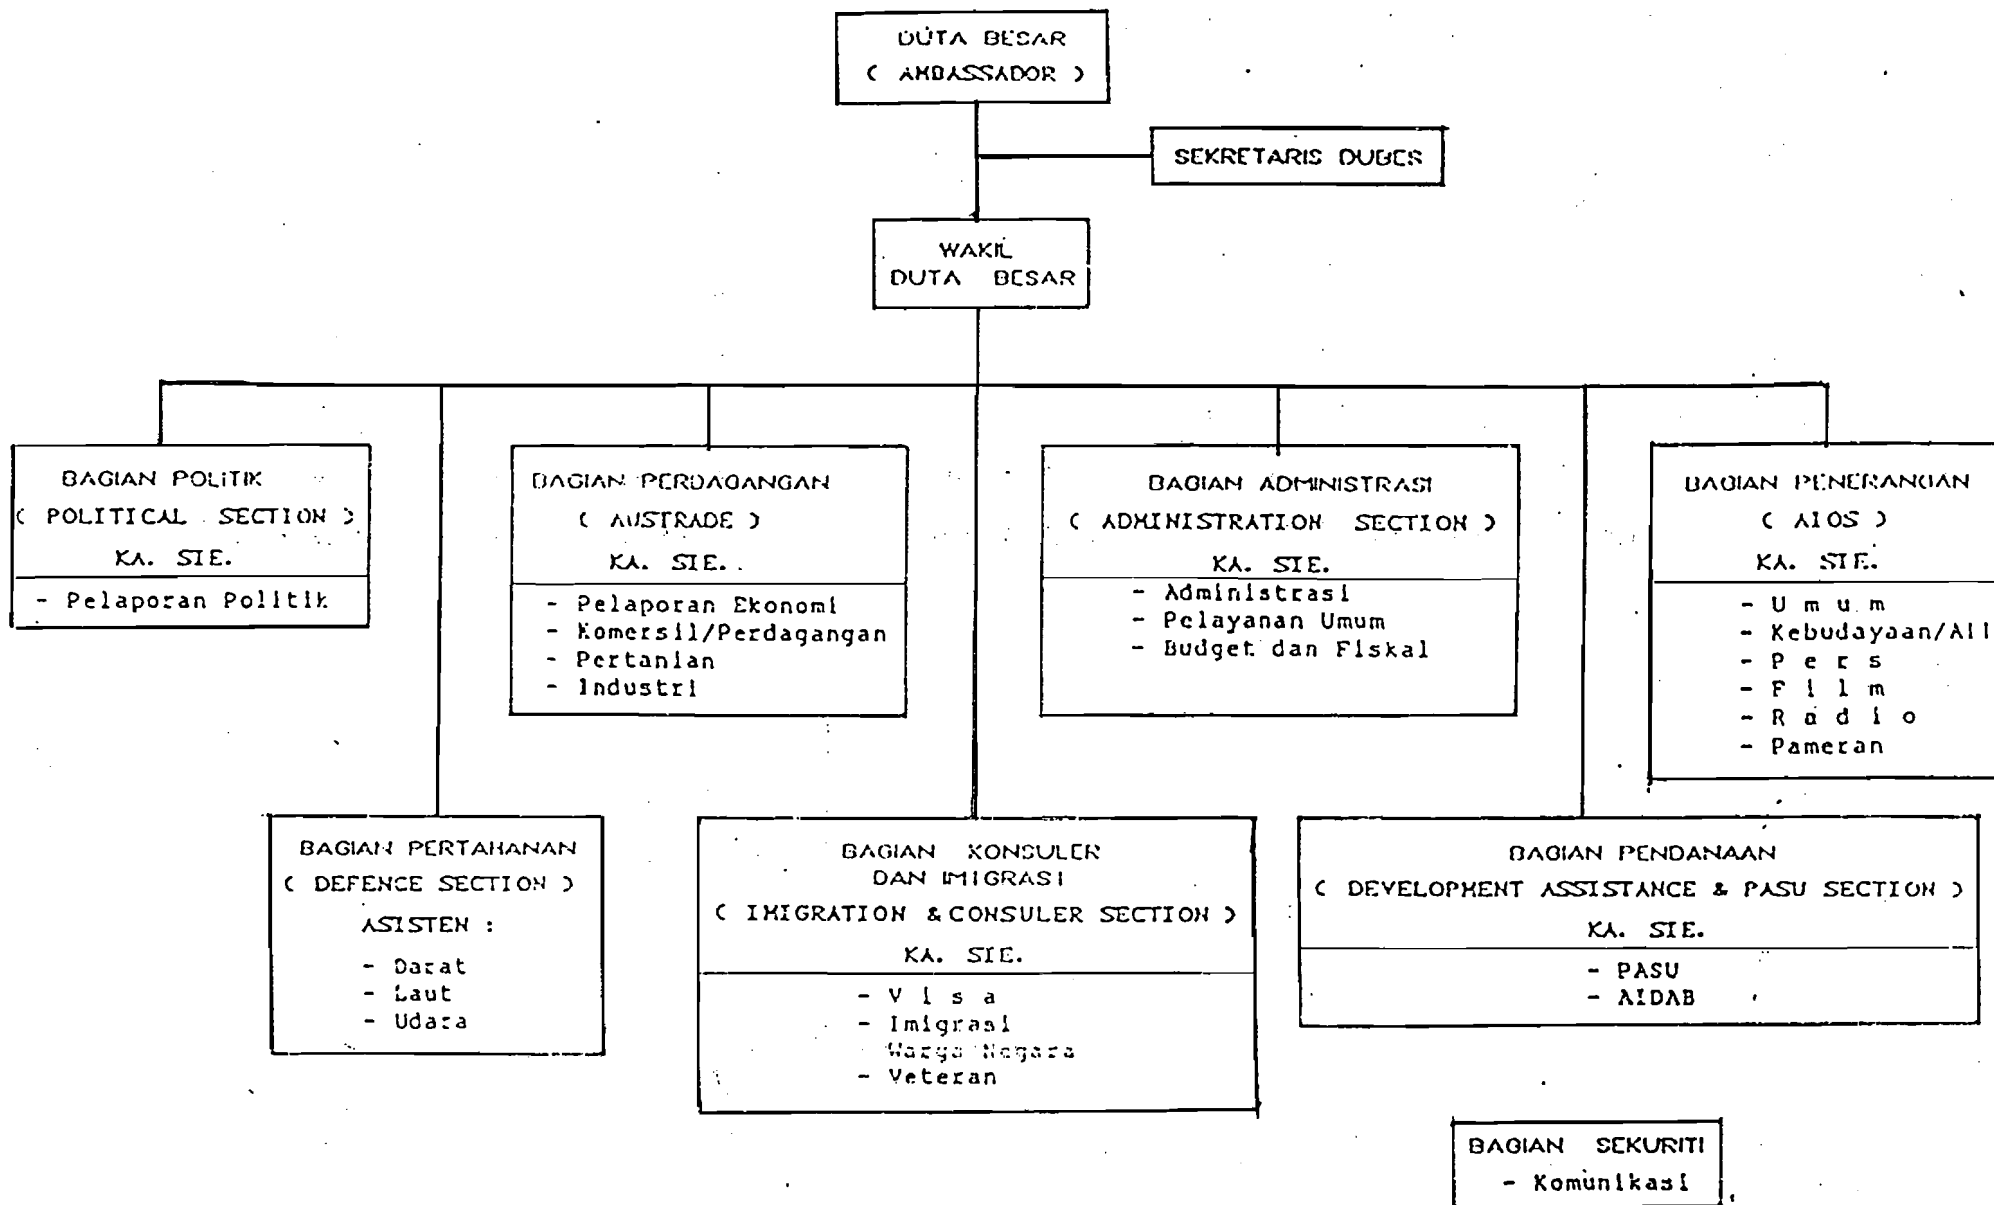 DUTA BESAR
( AMBASSADOR )
SEKRETARIS DUBES
WAKIL
DUTA BESAR
BAGIAN POLITIK
( POLITICAL SECTION )
KA. SIE.
- Pelaporan Politik
BAGIAN PERDAGANGAN
( AUSTRADE )
KA. SIE.
- Pelaporan Ekonomi
- Komersil/Perdagangan
- Pertanian
- Industri
BAGIAN ADMINISTRASI
( ADMINISTRATION SECTION )
KA. SIE.
- Administrasi
- Pelayanan Umum
- Budget dan Fiskal
BAGIAN PENERANGAN
( AIOS )
KA. SIE.
- U m u m
- Kebudayaan/AII
- P e r s
- F i l m
- R a d i o
- Pameran
BAGIAN PERTAHANAN
( DEFENCE SECTION )
ASISTEN :
- Darat
- Laut
- Udara
BAGIAN KONSULER
DAN IMIGRASI
( IMIGRATION & CONSULER SECTION )
KA. SIE.
- V i s a
- Imigrasi
Warga Negara
- Veteran
BAGIAN PENDANAAN
( DEVELOPMENT ASSISTANCE & PASU SECTION )
KA. SIE.
- PASU
- AIDAB
BAGIAN SEKURITI
- Komunikasi